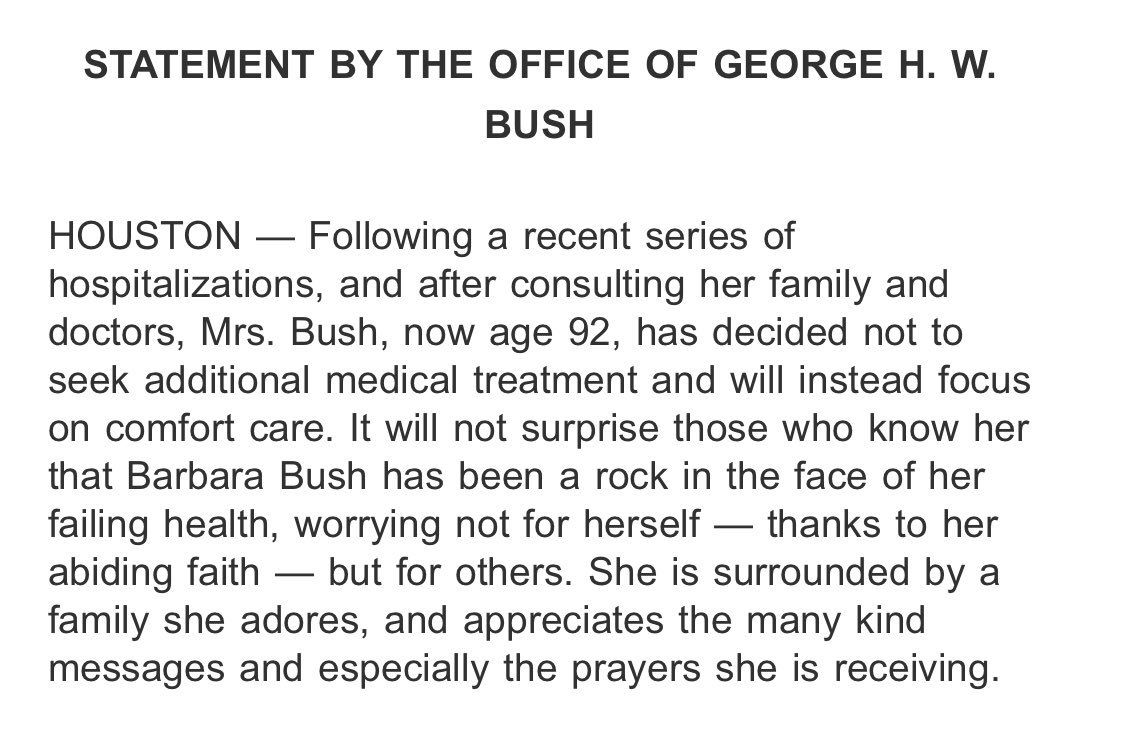 STATEMENT BY THE OFFICE OF GEORGE H. W.
BUSH
HOUSTON — Following a recent series of
hospitalizations, and after consulting her family and
doctors, Mrs. Bush, now age 92, has decided not to
seek additional medical treatment and will instead focus
on comfort care. It will not surprise those who know her
that Barbara Bush has been a rock in the face of her
failing health, worrying not for herself — thanks to her
abiding faith — but for others. She is surrounded by a
family she adores, and appreciates the many kind
messages and especially the prayers she is receiving.